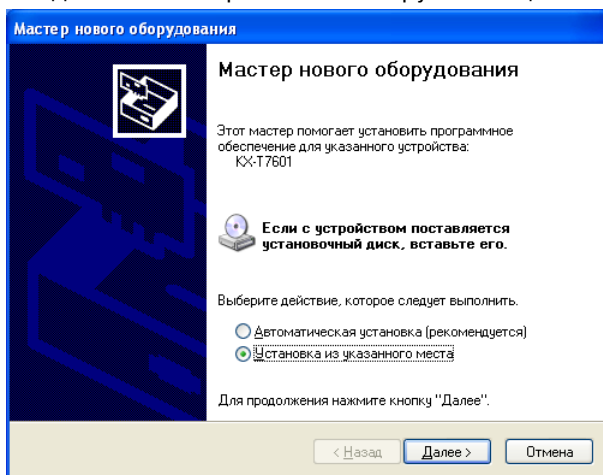 Мастер нового оборудования
Мастер нового оборудования
Этот мастер помогает установить программное
обеспечение для указанного устройства:
KX-T7601
Если с устройством поставляется
установочный диск, вставьте его.
Выберите действие, которое следует выполнить.
Автоматическая установка (рекомендуется)
Установка из указанного места
Для продолжения нажмите кнопку "Далее".
< Назад Далее > Отмена